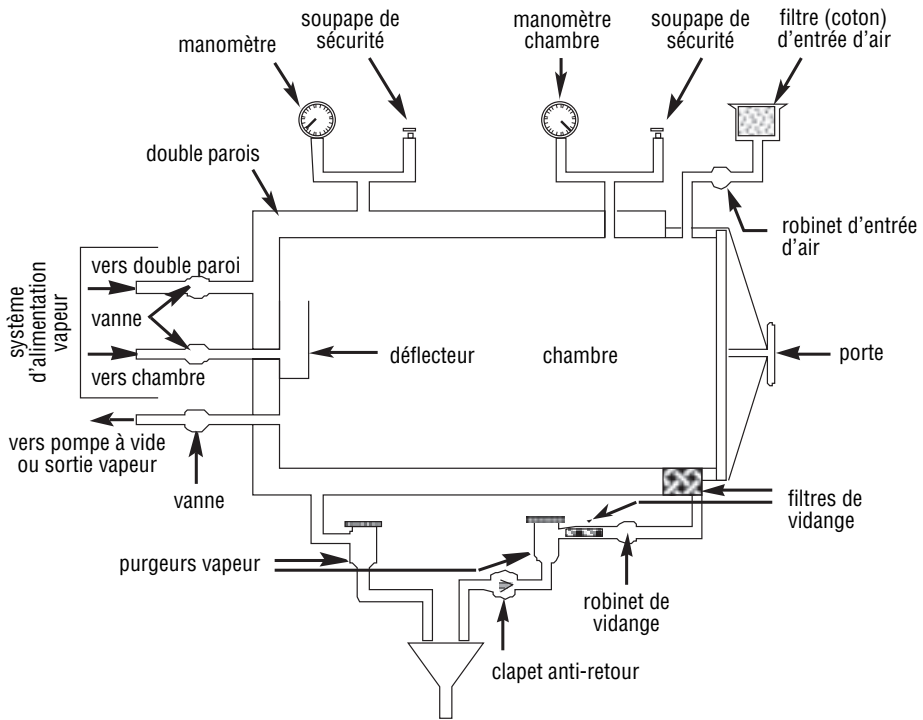 manomètre
soupape de
sécurité
manomètre
chambre
soupape de
sécurité
filtre (coton)
d'entrée d'air
double parois
robinet d'entrée
d'air
système
d'alimentation
vapeur
vers double paroi
vanne
vers chambre
déflecteur
chambre
porte
vers pompe à vide
ou sortie vapeur
vanne
filtres de
vidange
purgeurs vapeur
robinet de
vidange
clapet anti-retour